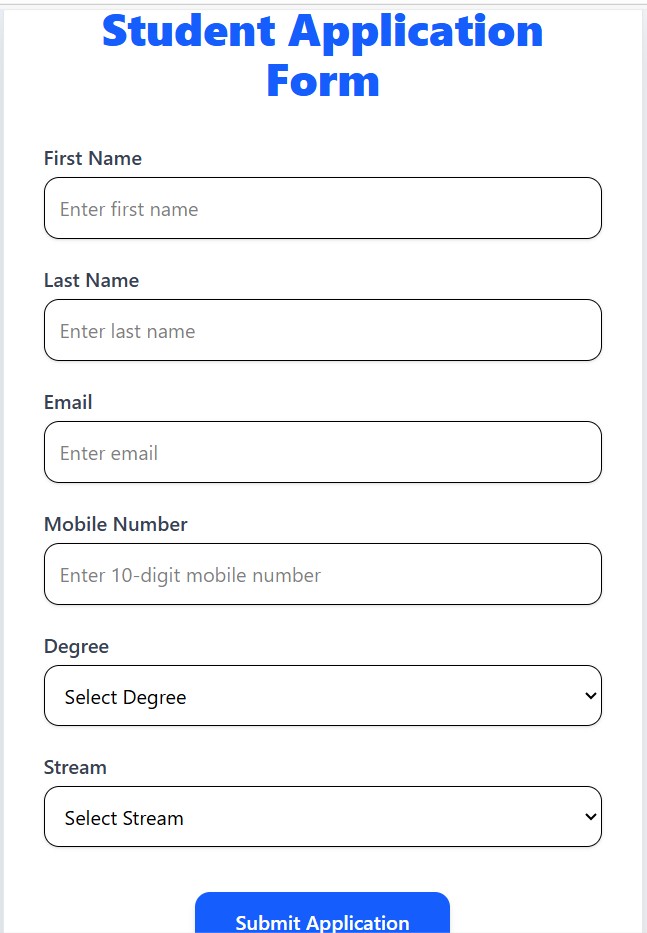 Student Application
Form
First Name
Enter first name
Last Name
Enter last name
Email
Enter email
Mobile Number
Enter 10-digit mobile number
Degree
Select Degree
Stream
Select Stream
Submit Application